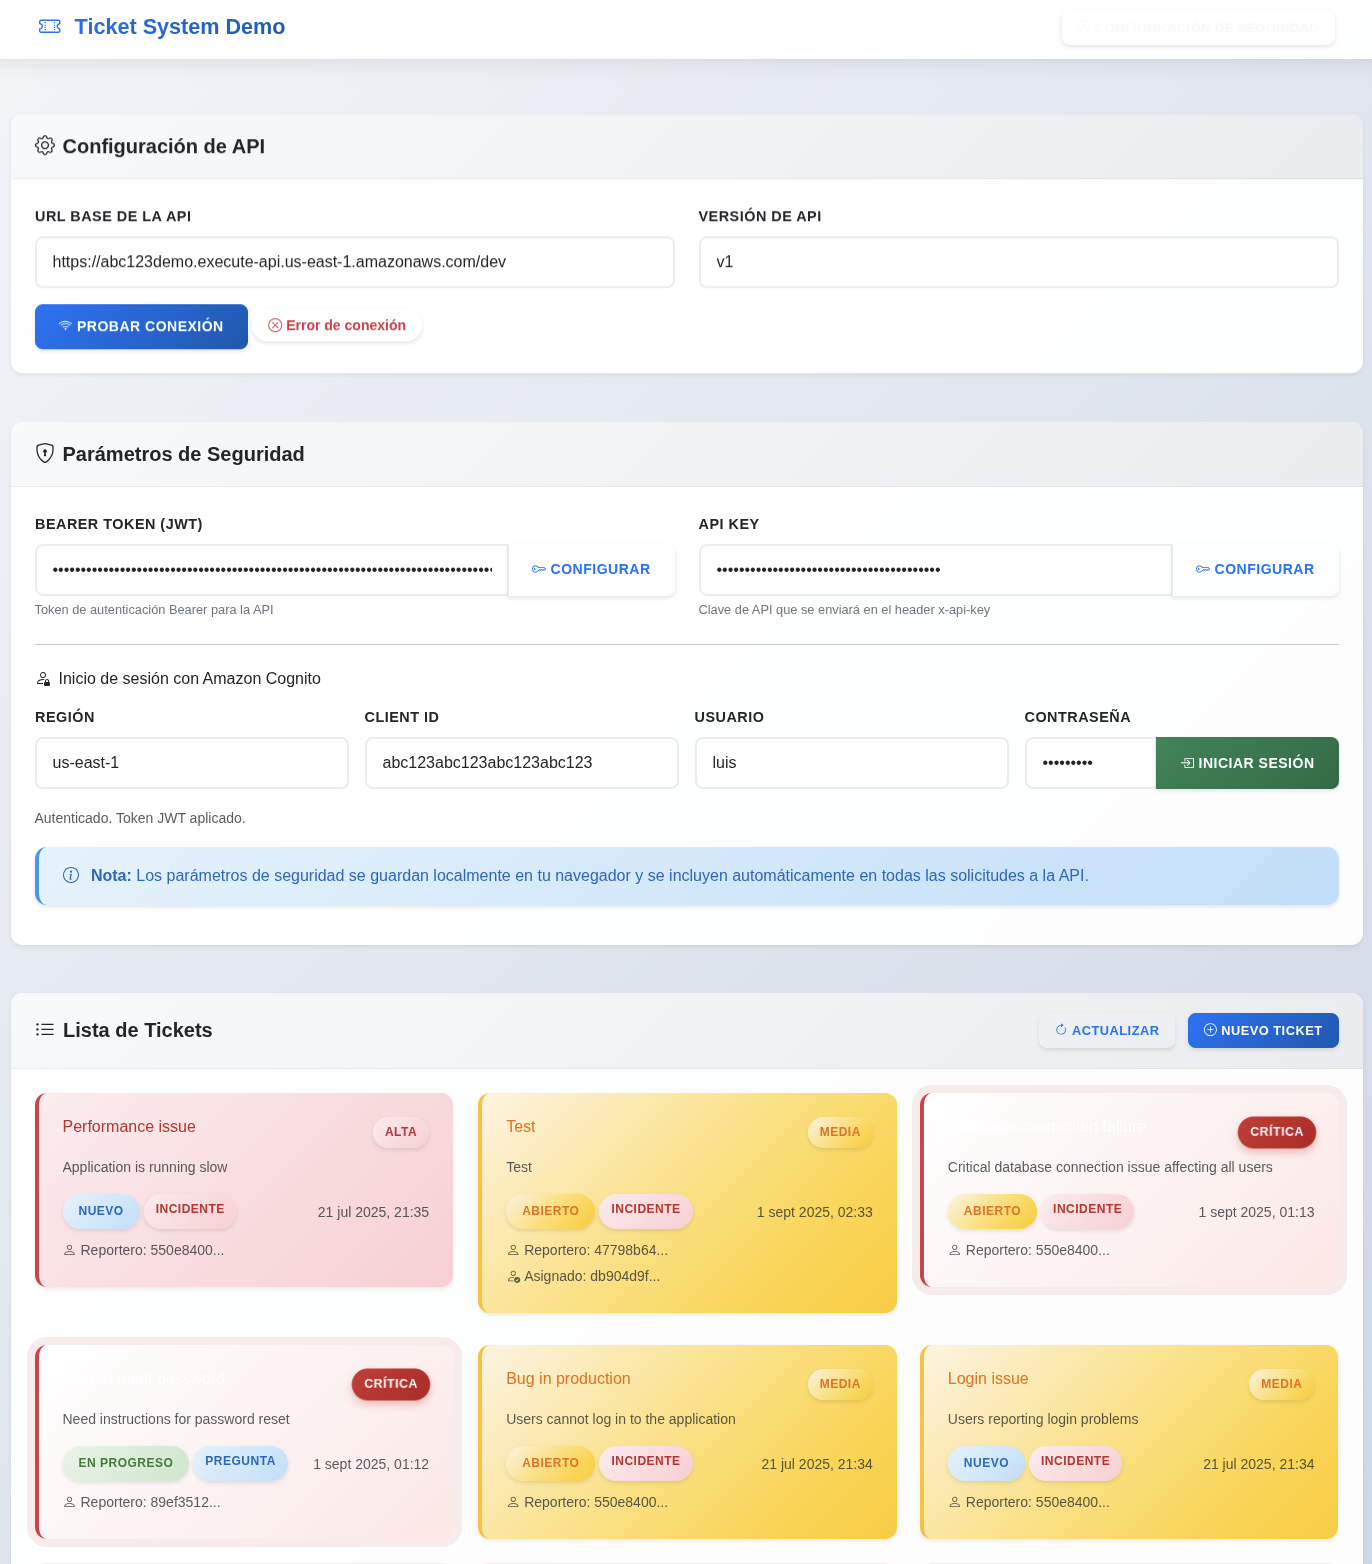 Ticket System Demo
CONFIGURACIÓN DE SEGURIDAD
Configuración de API
URL BASE DE LA API
VERSIÓN DE API
https://abc123demo.execute-api.us-east-1.amazonaws.com/dev
v1
PROBAR CONEXIÓN
Error de conexión
Parámetros de Seguridad
BEARER TOKEN (JWT)
API KEY
CONFIGURAR
CONFIGURAR
Token de autenticación Bearer para la API
Clave de API que se enviará en el header x-api-key
Inicio de sesión con Amazon Cognito
REGIÓN
CLIENT ID
USUARIO
CONTRASEÑA
us-east-1
abc123abc123abc123abc123
luis
INICIAR SESIÓN
Autenticado. Token JWT aplicado.
Nota: Los parámetros de seguridad se guardan localmente en tu navegador y se incluyen automáticamente en todas las solicitudes a la API.
Lista de Tickets
ACTUALIZAR
NUEVO TICKET
Performance issue
ALTA
Application is running slow
NUEVO
INCIDENTE
21 jul 2025, 21:35
Reportero: 550e8400...
Test
MEDIA
Test
ABIERTO
INCIDENTE
1 sept 2025, 02:33
Reportero: 47798b64...
Asignado: db904d9f...
connection failure
CRÍTICA
Critical database connection issue affecting all users
ABIERTO
INCIDENTE
1 sept 2025, 01:13
Reportero: 550e8400...
reset password
CRÍTICA
Need instructions for password reset
EN PROGRESO
PREGUNTA
1 sept 2025, 01:12
Reportero: 89ef3512...
Bug in production
MEDIA
Users cannot log in to the application
ABIERTO
INCIDENTE
21 jul 2025, 21:34
Reportero: 550e8400...
Login issue
MEDIA
Users reporting login problems
NUEVO
INCIDENTE
21 jul 2025, 21:34
Reportero: 550e8400...